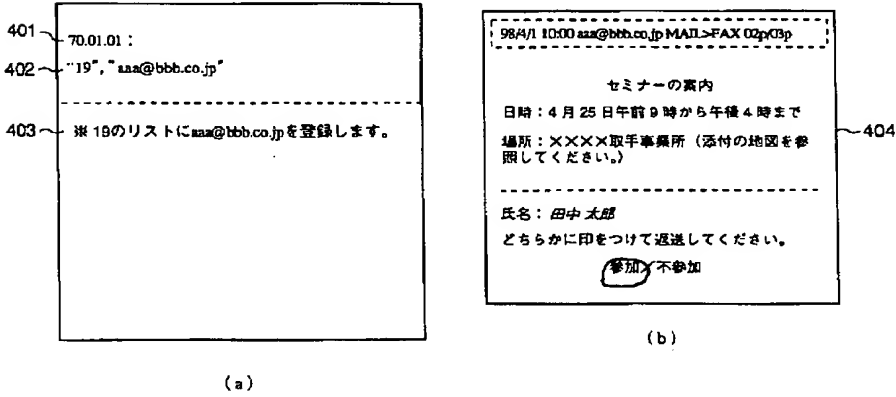 401
70.01.01：
402
"19", "aaa@bbb.co.jp"
403
※ 19のリストにaaa@bbb.co.jpを登録します。
(a)
98/4/1 10:00 aaa@bbb.co.jp MAIL>FAX 02p/03p
セミナーの案内
日時：4月25日午前9時から午後4時まで
場所：××××取手事業所（添付の地図を参
照してください。）
404
氏名：田中 太郎
どちらかに印をつけて返送してください。
参加／不参加
(b)